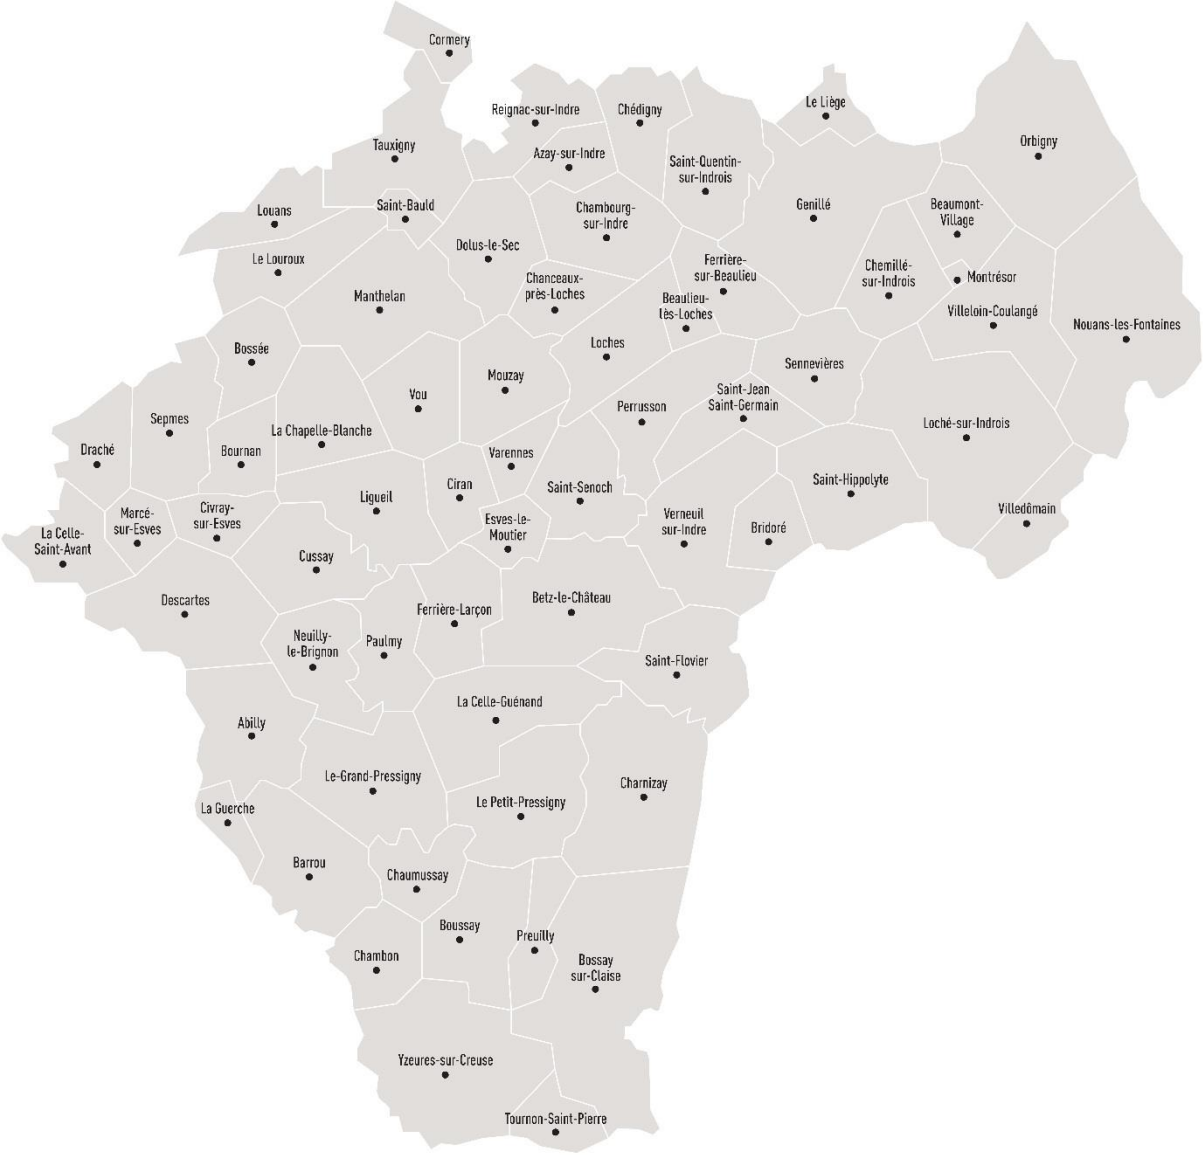 Cormery
Le Liège
Reignac-sur-Indre
Chédigny
Orbigny
Tauxigny
Azay-sur-Indre
Saint-Quentin-
sur-Indrois
Louans
Saint-Bauld
Chambourg-
sur-Indre
Genillé
Beaumont-
Village
Dolus-le-Sec
Le Louroux
Ferrière-
sur-Beaulieu
Chemillé-
sur-Indrois
Montrésor
Chanceaux-
près-Loches
Manthelan
Beaulieu-
lès-Loches
Villeloin-Coulangé
Nouans-les-Fontaines
Bossée
Loches
Sennevières
Mouzay
Vou
Saint-Jean
Saint-Germain
Perrusson
Sepmes
La Chapelle-Blanche
Loché-sur-Indrois
Draché
Bournan
Varennes
Ciran
Saint-Senoch
Saint-Hippolyte
Ligueil
Villedômain
Marcé-
sur-Esves
Civray-
sur-Esves
Esves-le-
Moutier
Verneuil
sur-Indre
Bridoré
La Celle-
Saint-Avant
Cussay
Descartes
Betz-le-Château
Ferrière-Larçon
Neuilly-
le-Brignon
Paulmy
Saint-Flovier
La Celle-Guénand
Abilly
Le-Grand-Pressigny
Charnizay
Le Petit-Pressigny
La Guerche
Barrou
Chaumussay
Boussay
Preuilly
Chambon
Bossay
sur-Claise
Yzeures-sur-Creuse
Tournon-Saint-Pierre